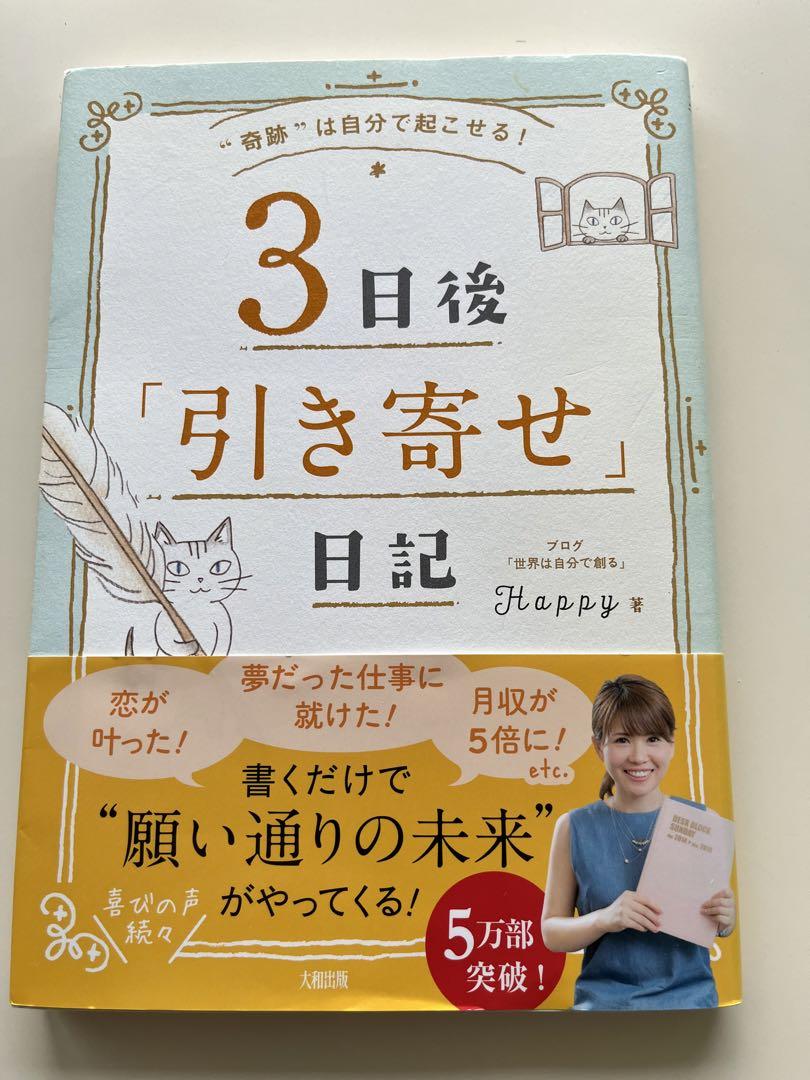 “奇跡”は自分で起こせる！
3日後
「引き寄せ」
日記
ブログ
「世界は自分で創る」
Happy 著
恋が
叶った！
夢だった仕事に
就けた！
月収が
5倍に！
etc.
書くだけで
“願い通りの未来”
がやってくる！
喜びの声
続々
5万部
突破！
大和出版
DESK BLOCK
SUNDAY